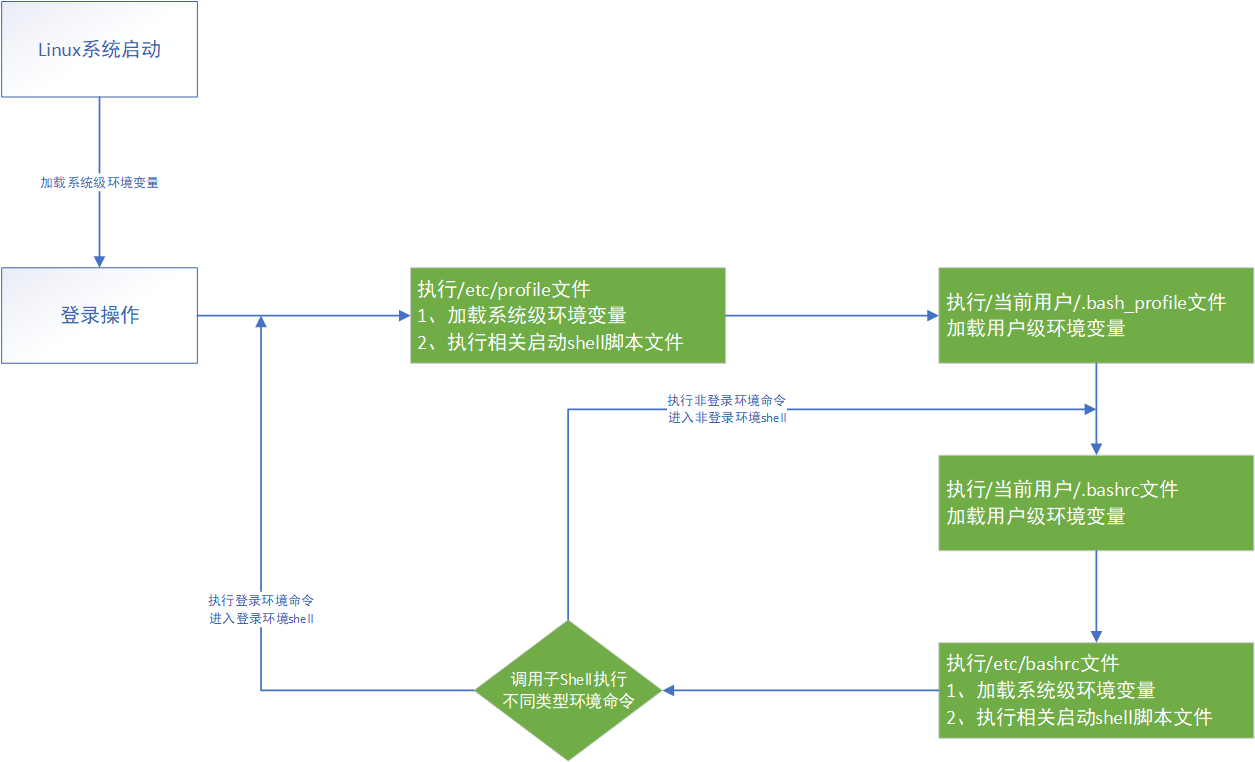 Linux系统启动
加载系统级环境变量
登录操作
执行/etc/profile文件
1、加载系统级环境变量
2、执行相关启动shell脚本文件
执行/当前用户/.bash_profile文件
加载用户级环境变量
执行非登录环境命令
进入非登录环境shell
执行/当前用户/.bashrc文件
加载用户级环境变量
执行登录环境命令
进入登录环境shell
调用子Shell执行
不同类型环境命令
执行/etc/bashrc文件
1、加载系统级环境变量
2、执行相关启动shell脚本文件